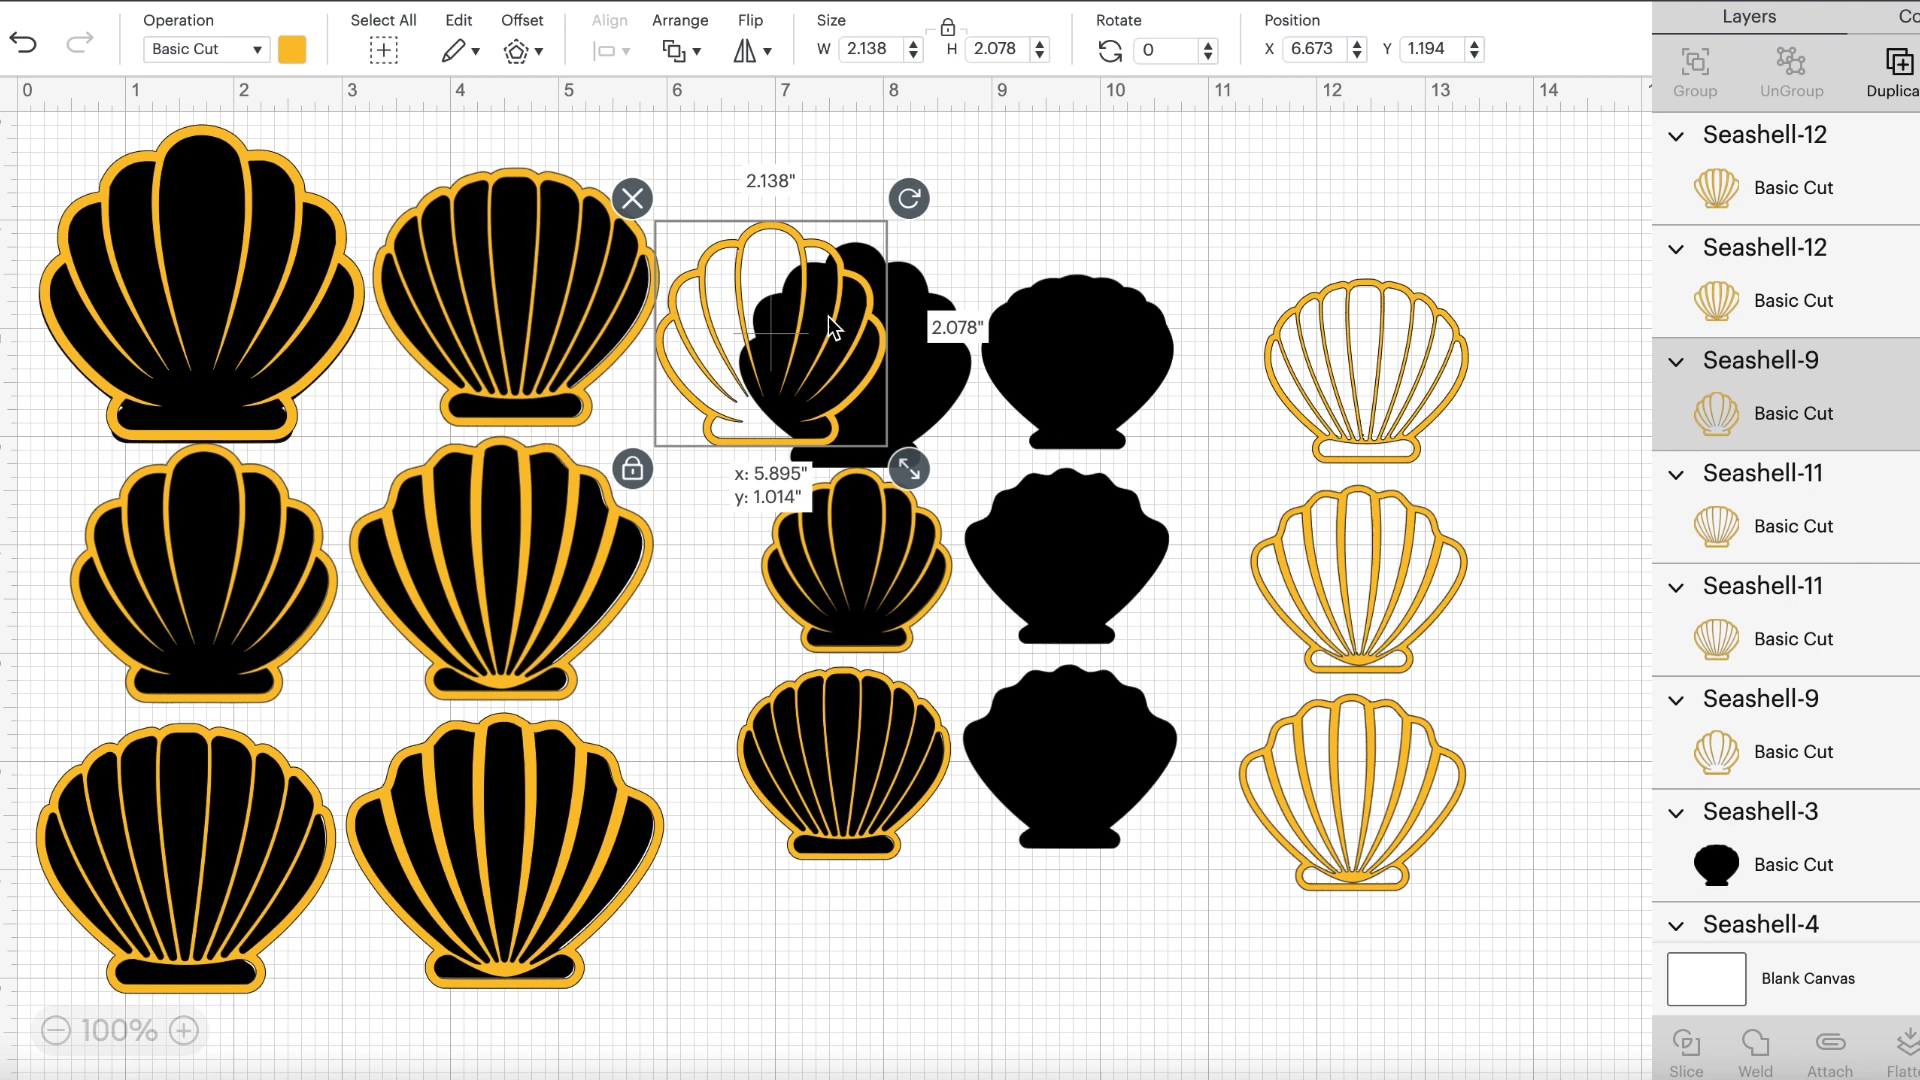 Operation
Basic Cut
Select All
Edit
Offset
Align
Arrange
Flip
Size
W 2.138
H 2.078
Rotate
0
Position
X 6.673
Y 1.194
0 1 2 3 4 5 6 7 8 9 10 11 12 13 14
2.138"
2.078"
x: 5.895"
y: 1.014"
100%
Layers
Co
Group
UnGroup
Duplica
Seashell-12
Basic Cut
Seashell-12
Basic Cut
Seashell-9
Basic Cut
Seashell-11
Basic Cut
Seashell-11
Basic Cut
Seashell-9
Basic Cut
Seashell-3
Basic Cut
Seashell-4
Blank Canvas
Slice
Weld
Attach
Flatt